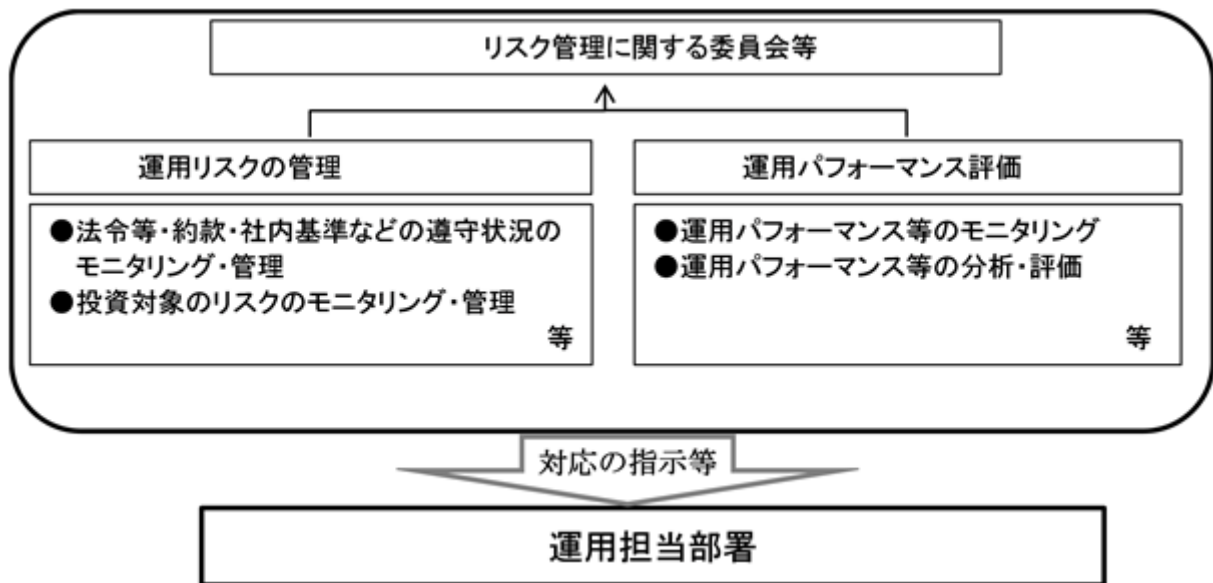 リスク管理に関する委員会等
運用リスクの管理
●法令等・約款・社内基準などの遵守状況の
モニタリング・管理
●投資対象のリスクのモニタリング・管理
等
運用パフォーマンス評価
●運用パフォーマンス等のモニタリング
●運用パフォーマンス等の分析・評価
等
対応の指示等
運用担当部署